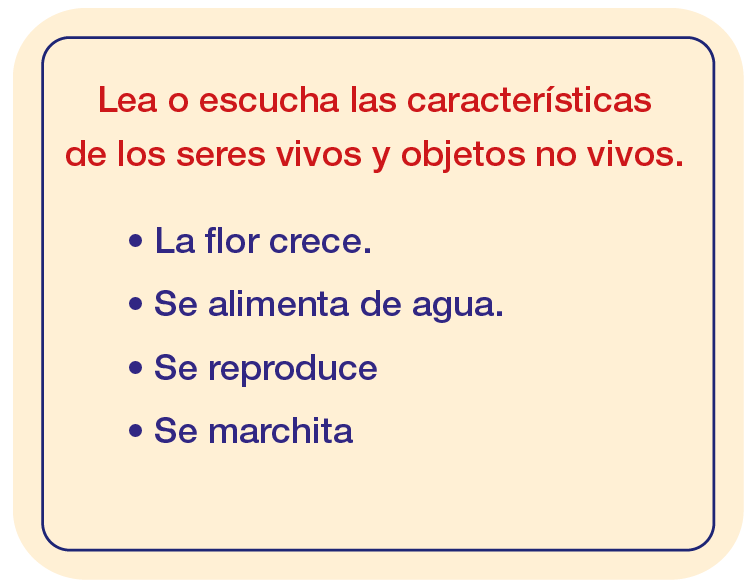 Lea o escucha las características
de los seres vivos y objetos no vivos.
• La flor crece.
• Se alimenta de agua.
• Se reproduce
• Se marchita